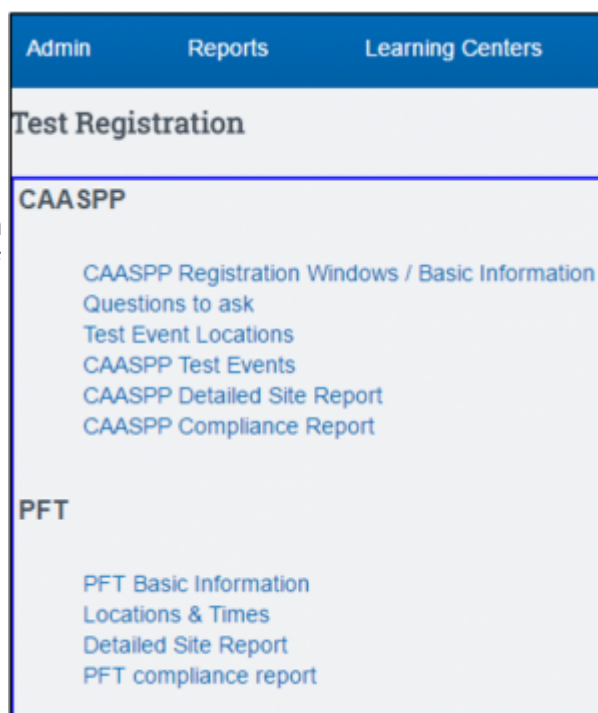 Admin Reports Learning Centers
Test Registration
CAASPP
CAASPP Registration Windows / Basic Information
Questions to ask
Test Event Locations
CAASPP Test Events
CAASPP Detailed Site Report
CAASPP Compliance Report
PFT
PFT Basic Information
Locations & Times
Detailed Site Report
PFT compliance report